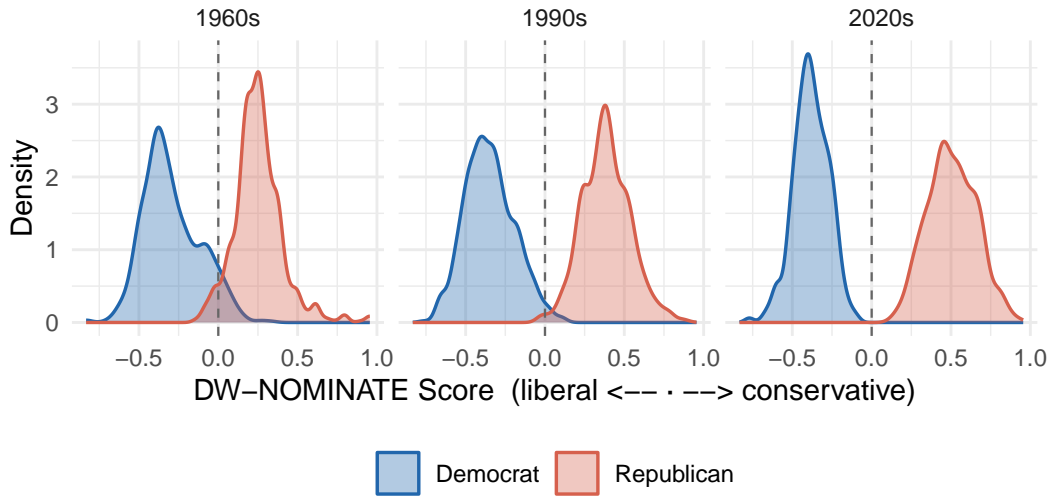 1960s 1990s 2020s
Density
3
2
1
0
−0.5 0.0 0.5 1.0 −0.5 0.0 0.5 1.0 −0.5 0.0 0.5 1.0
DW−NOMINATE Score (liberal <−− · −−> conservative)
Democrat Republican